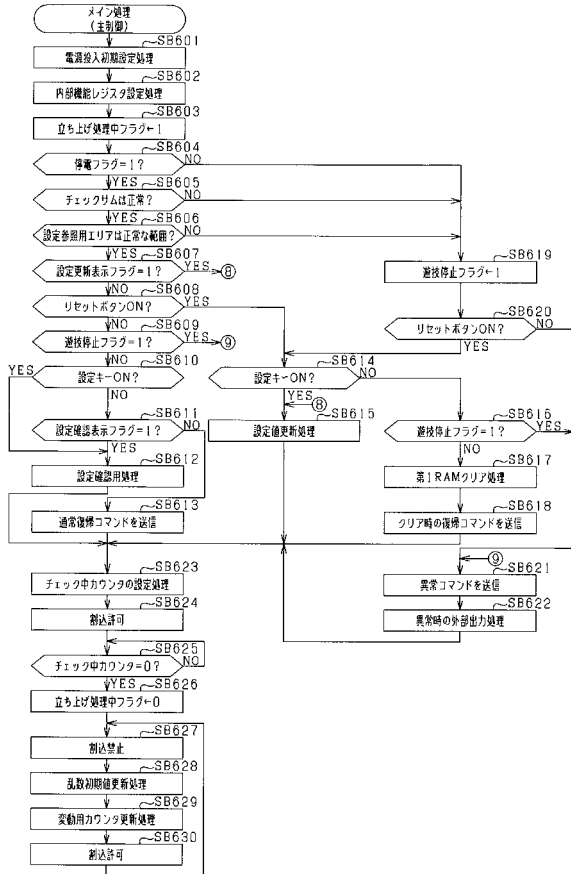 メイン処理
(主制御)
SB601
電源投入初期設定処理
SB602
内部機能レジスタ設定処理
SB603
立ち上げ処理中フラグ←1
SB604
停電フラグ=1?
NO
YES
SB605
チェックサムは正常?
NO
YES
SB606
設定参照用エリアは正常な範囲?
NO
YES
SB607
設定更新表示フラグ=1?
YES
⑧
NO
SB608
リセットボタンON?
YES
NO
SB609
遊技停止フラグ=1?
YES
⑨
NO
SB610
YES
設定キーON?
NO
SB611
設定確認表示フラグ=1?
NO
YES
SB612
設定確認用処理
SB613
通常復帰コマンドを送信
SB614
設定キーON?
NO
YES
⑧
SB615
設定値更新処理
SB619
遊技停止フラグ←1
SB620
リセットボタンON?
NO
YES
SB616
遊技停止フラグ=1?
YES
NO
SB617
第1RAMクリア処理
SB618
クリア時の復帰コマンドを送信
⑨
SB621
異常コマンドを送信
SB622
異常時の外部出力処理
SB623
チェック中カウンタの設定処理
SB624
割込許可
SB625
チェック中カウンタ=0?
NO
YES
SB626
立ち上げ処理中フラグ←0
SB627
割込禁止
SB628
乱数初期値更新処理
SB629
変動用カウンタ更新処理
SB630
割込許可